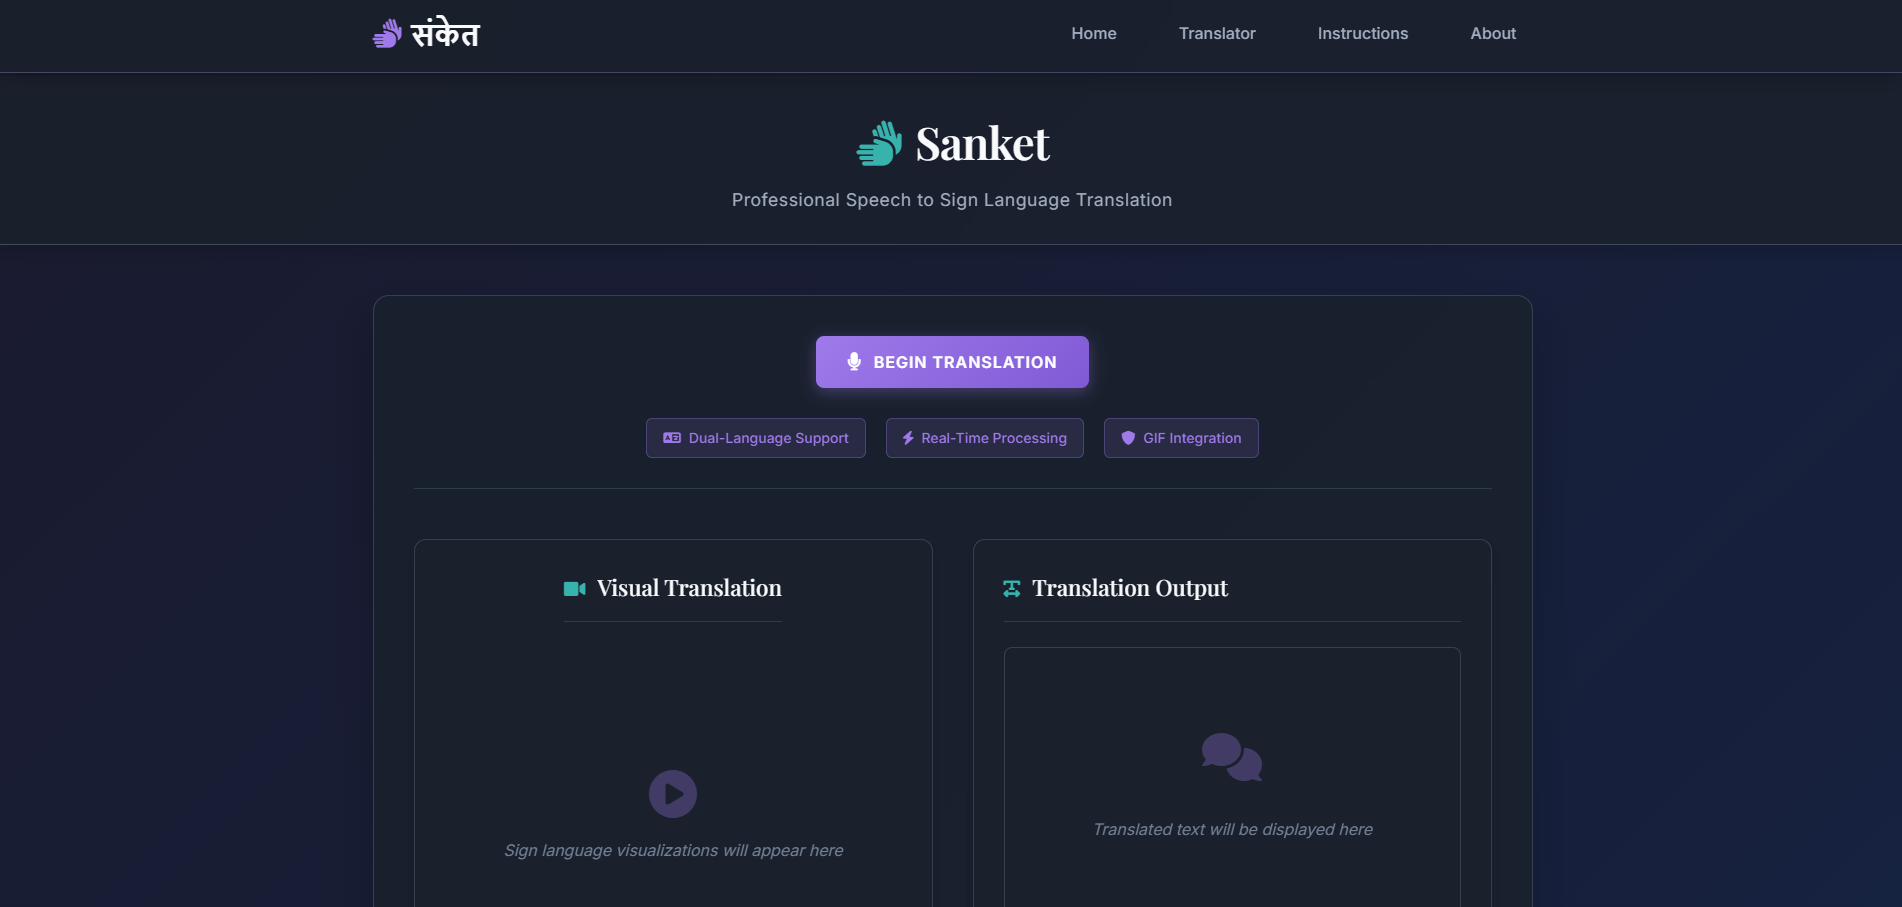 संकेत
Home Translator Instructions About
Sanket
Professional Speech to Sign Language Translation
BEGIN TRANSLATION
Dual-Language Support Real-Time Processing GIF Integration
Visual Translation
Sign language visualizations will appear here
Translation Output
Translated text will be displayed here